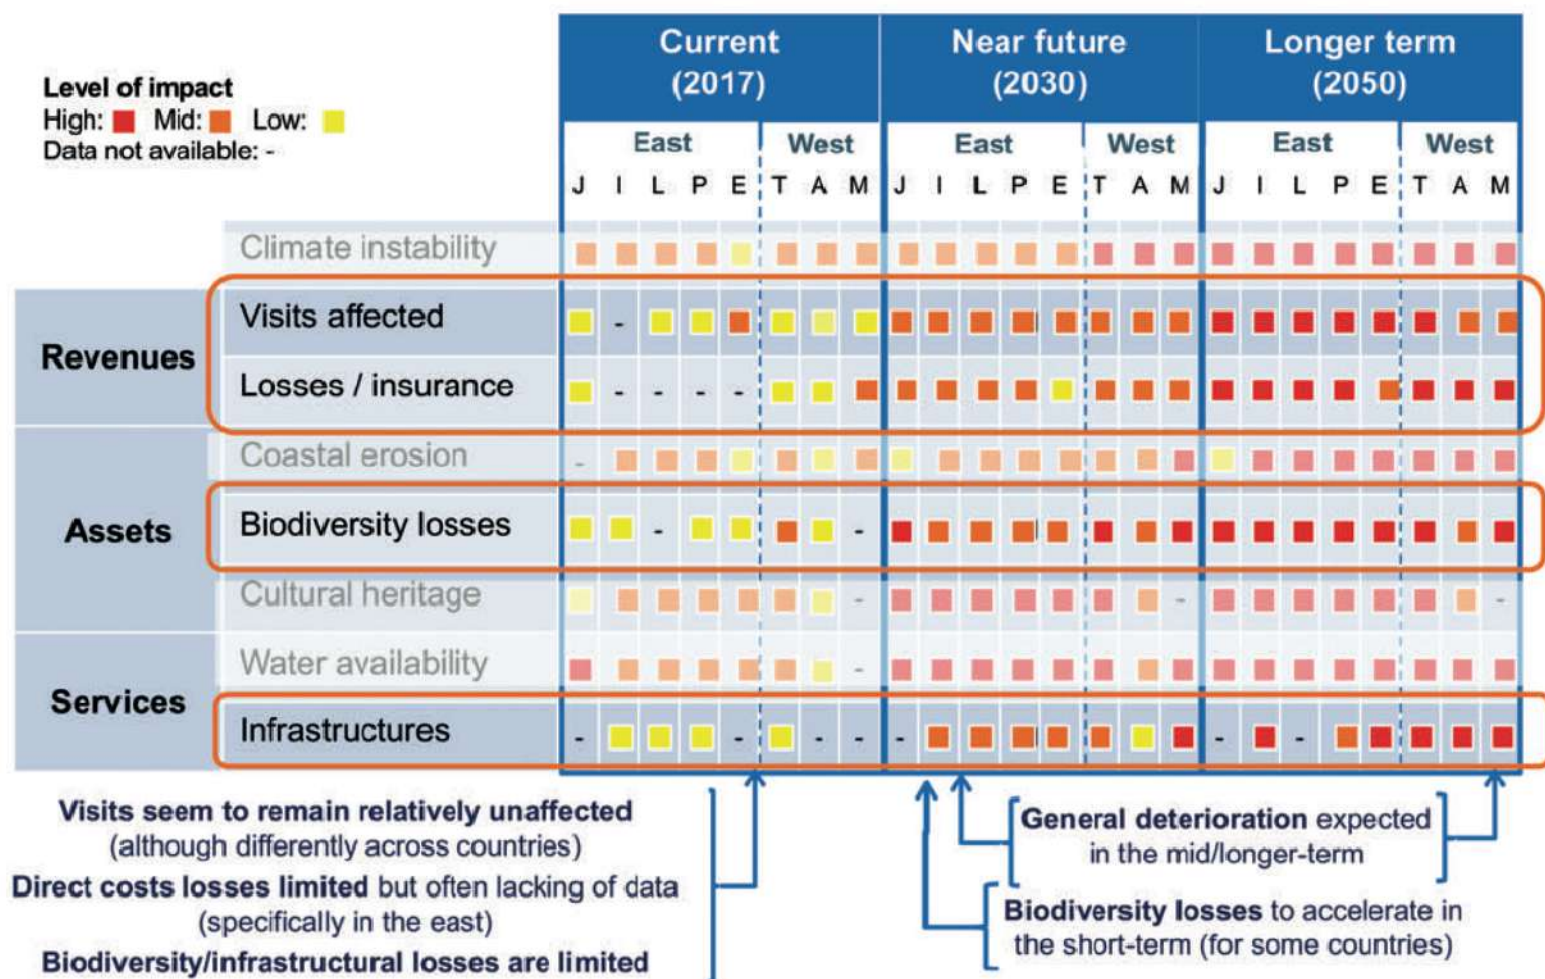 Current Near future Longer term
(2017) (2030) (2050)
Level of impact
High: Mid: Low:
Data not available: -
East West East West East West
J I L P E T A M J I L P E T A M J I L P E T A M
Climate instability
Revenues
Visits affected -
Losses / insurance - - - -
Assets
Coastal erosion -
Biodiversity losses - -
Cultural heritage - - -
Services
Water availability -
Infrastructures - - - - - - -
Visits seem to remain relatively unaffected
(although differently across countries)
Direct costs losses limited but often lacking of data
(specifically in the east)
Biodiversity/infrastructural losses are limited
General deterioration expected
in the mid/longer-term
Biodiversity losses to accelerate in
the short-term (for some countries)